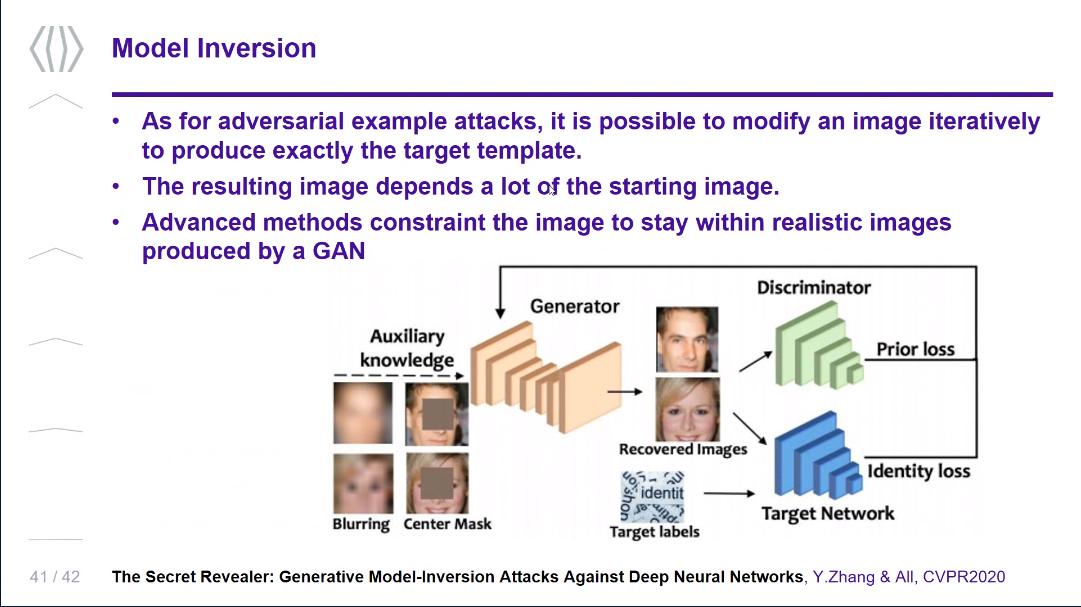 Model Inversion
• As for adversarial example attacks, it is possible to modify an image iteratively
to produce exactly the target template.
• The resulting image depends a lot of the starting image.
• Advanced methods constraint the image to stay within realistic images
produced by a GAN
Discriminator
Generator
Auxiliary
knowledge
Prior loss
Recovered Images
Identity loss
identit
Target Network
Blurring
Center Mask
Target labels
41 / 42
The Secret Revealer: Generative Model-Inversion Attacks Against Deep Neural Networks, Y.Zhang & All, CVPR2020